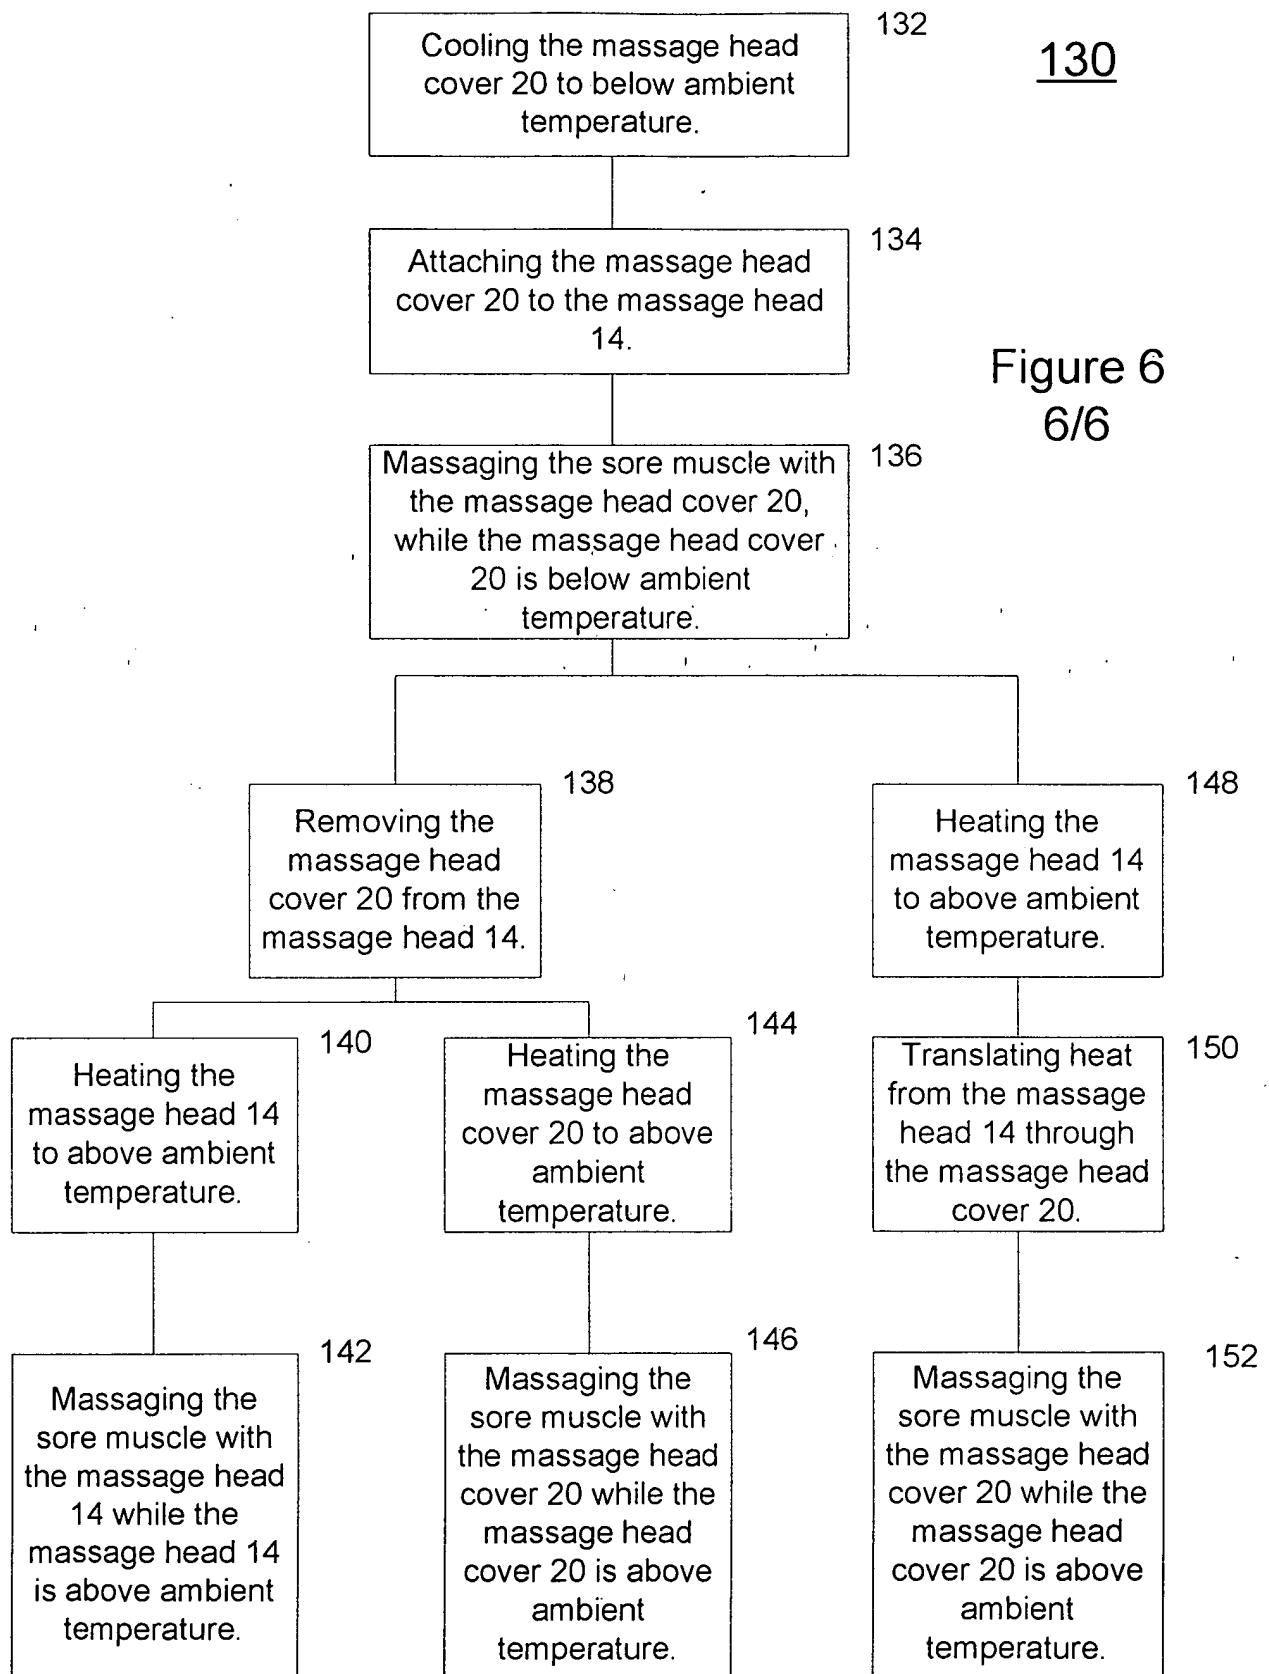 132
130
Cooling the massage head
cover 20 to below ambient
temperature.
134
Attaching the massage head
cover 20 to the massage head
14.
Figure 6
6/6
136
Massaging the sore muscle with
the massage head cover 20,
while the massage head cover
20 is below ambient
temperature.
138
Removing the
massage head
cover 20 from the
massage head 14.
148
Heating the
massage head 14
to above ambient
temperature.
140
Heating the
massage head 14
to above ambient
temperature.
144
Heating the
massage head
cover 20 to above
ambient
temperature.
150
Translating heat
from the massage
head 14 through
the massage head
cover 20.
142
Massaging the
sore muscle with
the massage head
14 while the
massage head 14
is above ambient
temperature.
146
Massaging the
sore muscle with
the massage head
cover 20 while the
massage head
cover 20 is above
ambient
temperature.
152
Massaging the
sore muscle with
the massage head
cover 20 while the
massage head
cover 20 is above
ambient
temperature.